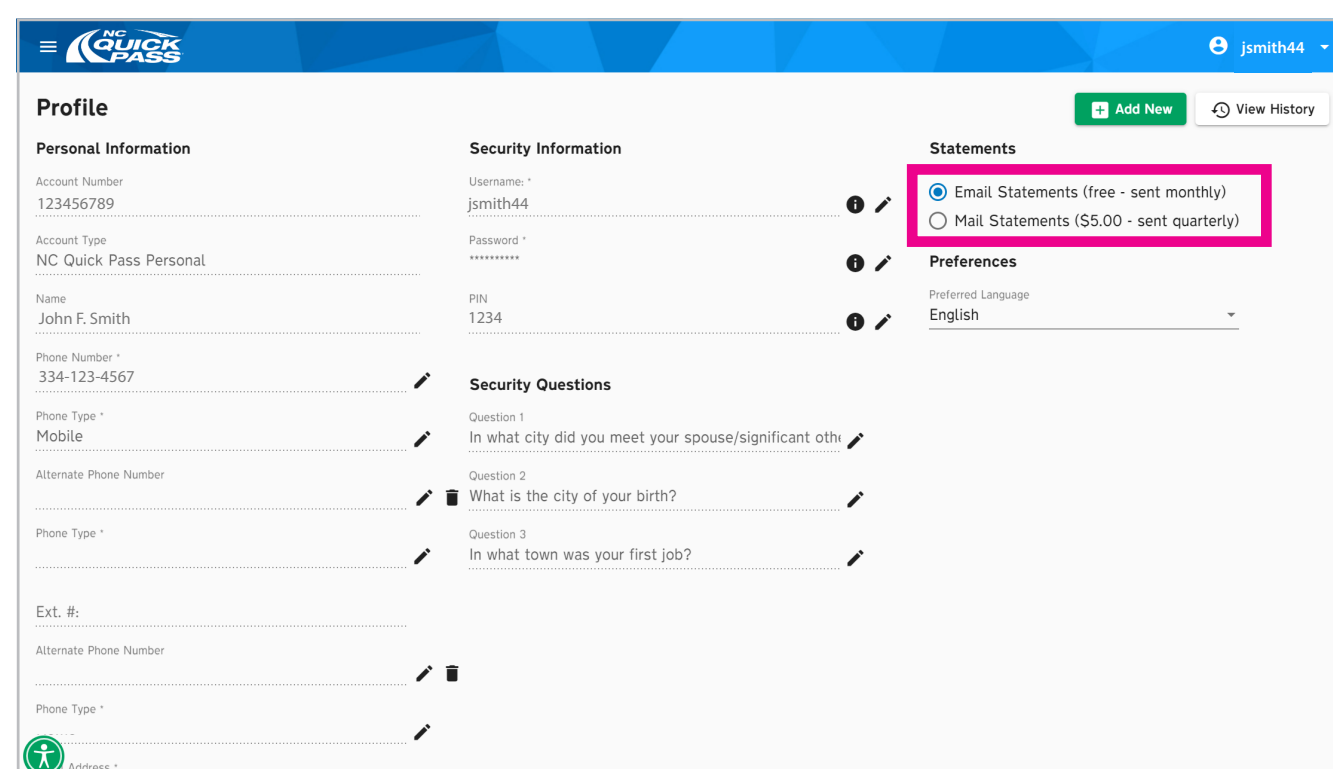 NC
QUICK
PASS
jsmith44
Profile
Add New
View History
Personal Information
Account Number
123456789
Account Type
NC Quick Pass Personal
Name
John F. Smith
Phone Number *
334-123-4567
Phone Type *
Mobile
Alternate Phone Number
Phone Type *
Ext. #:
Alternate Phone Number
Phone Type *
Address *
Security Information
Username: *
jsmith44
Password *
**********
PIN
1234
Security Questions
Question 1
In what city did you meet your spouse/significant othe
Question 2
What is the city of your birth?
Question 3
In what town was your first job?
Statements
Email Statements (free - sent monthly)
Mail Statements ($5.00 - sent quarterly)
Preferences
Preferred Language
English